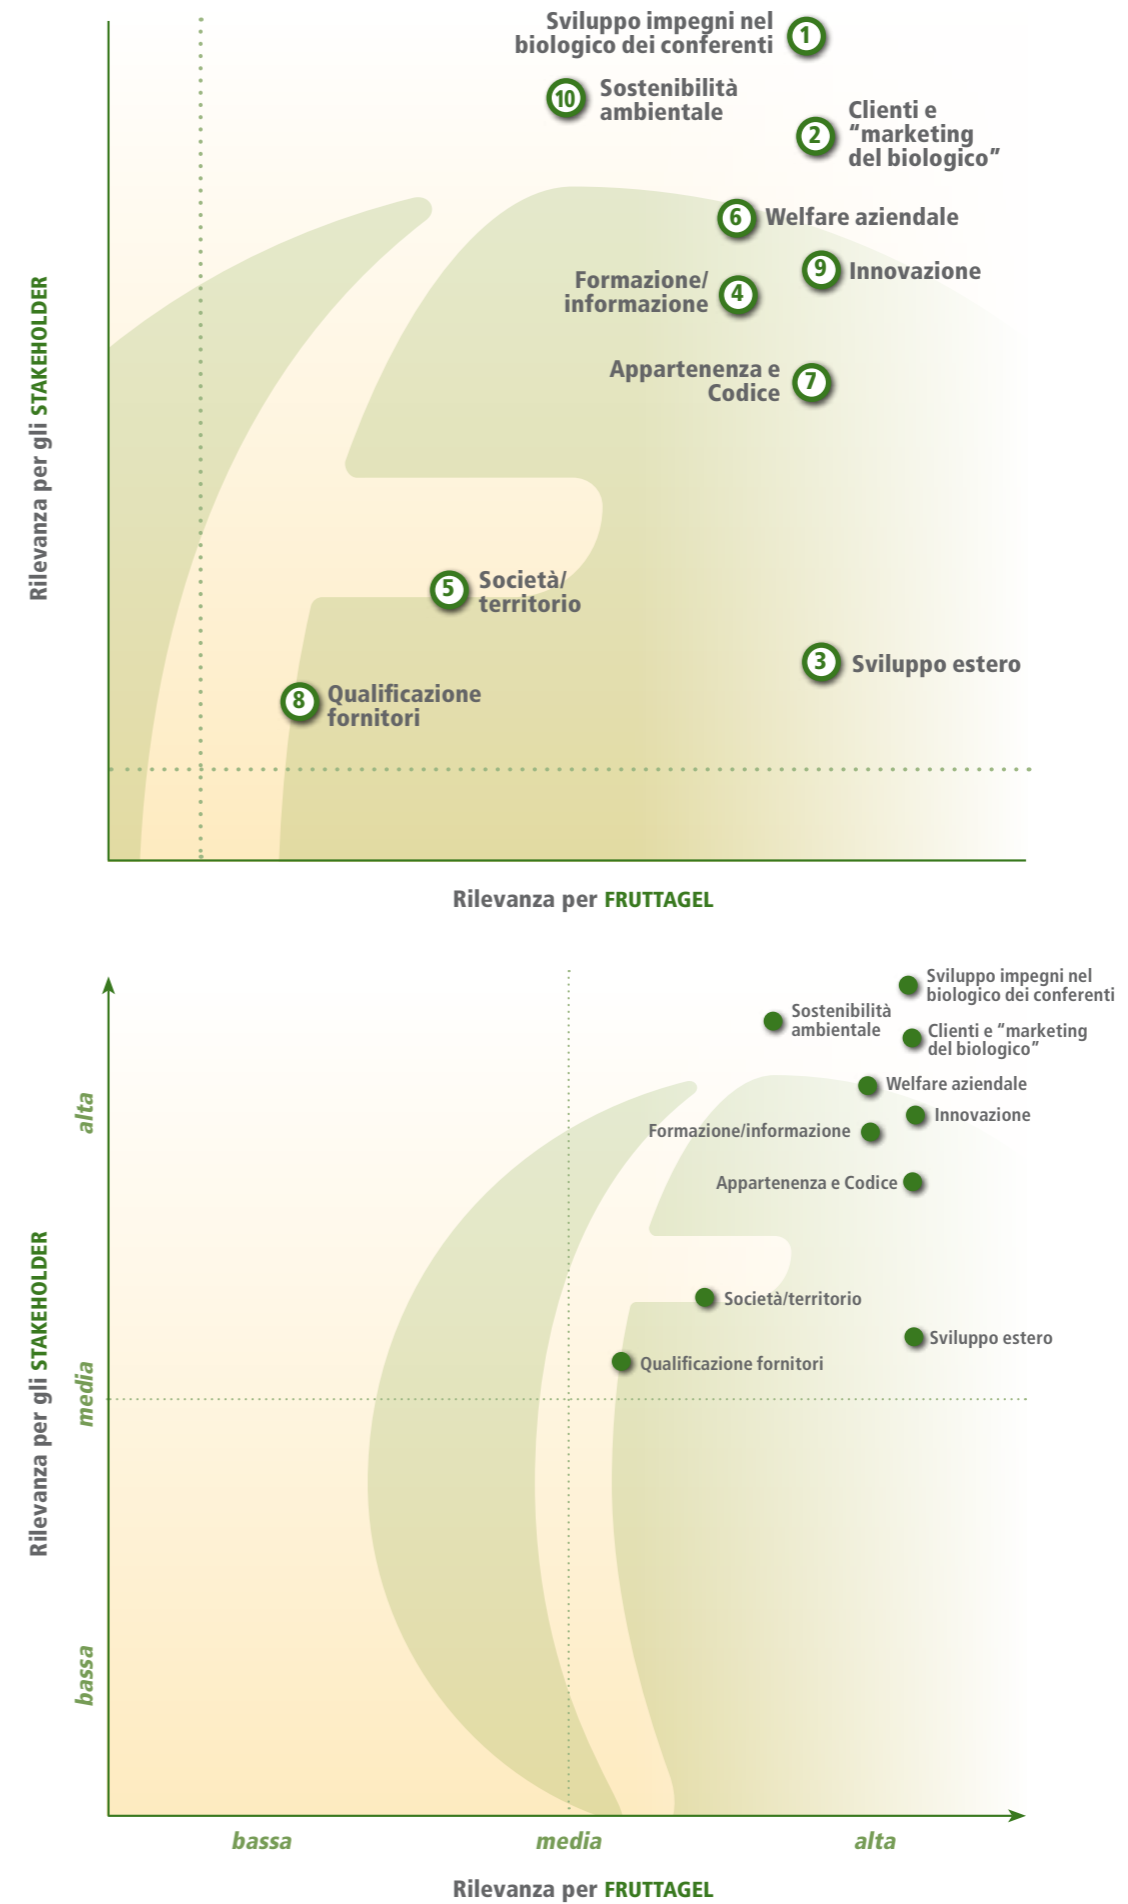 Sviluppo impegni nel
biologico dei conferenti
1
10
Sostenibilità
ambientale
2
Clienti e
“marketing
del biologico”
6
Welfare aziendale
9
Innovazione
Formazione/
informazione
4
Appartenenza e
Codice
7
5
Società/
territorio
3
Sviluppo estero
8
Qualificazione
fornitori
Rilevanza per gli STAKEHOLDER
Rilevanza per FRUTTAGEL
Sviluppo impegni nel
biologico dei conferenti
Sostenibilità
ambientale
Clienti e “marketing
del biologico”
Welfare aziendale
Innovazione
Formazione/informazione
Appartenenza e Codice
Società/territorio
Sviluppo estero
Qualificazione fornitori
alta
media
bassa
Rilevanza per gli STAKEHOLDER
bassa
media
alta
Rilevanza per FRUTTAGEL